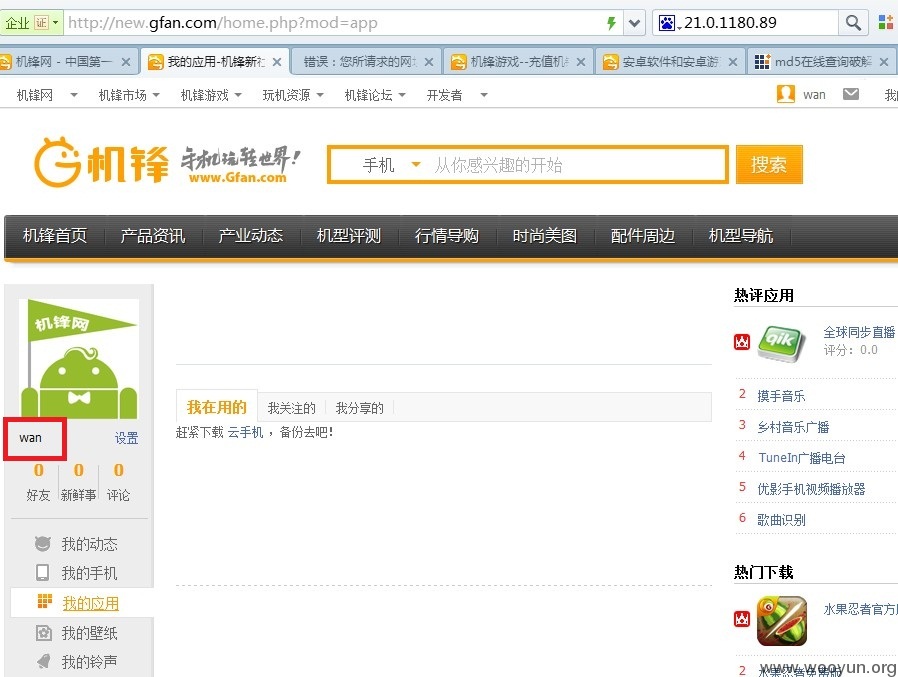 企业 证 http://new.gfan.com/home.php?mod=app 21.0.1180.89
机锋网 - 中国第一 我的应用-机锋新社 错误：您所请求的网 机锋游戏--充值机 安卓软件和安卓游 md5在线查询破解
机锋网 机锋市场 机锋游戏 玩机资源 机锋论坛 开发者 wan 我
机锋 手机玩转世界! www.Gfan.com 手机 从你感兴趣的开始 搜索
机锋首页 产品资讯 产业动态 机型评测 行情导购 时尚美图 配件周边 机型导航
机锋网
wan 设置
0 0 0
好友 新鲜事 评论
我的动态
我的手机
我的应用
我的壁纸
我的铃声
我在用的 我关注的 我分享的
赶紧下载 云手机 ，备份去吧!
热评应用
qik 全球同步直播
评分: 0.0
2 摸手音乐
3 乡村音乐广播
4 TuneIn广播电台
5 优影手机视频播放器
6 歌曲识别
热门下载
水果忍者官方
2 水果忍者免费版
www.wooyun.org